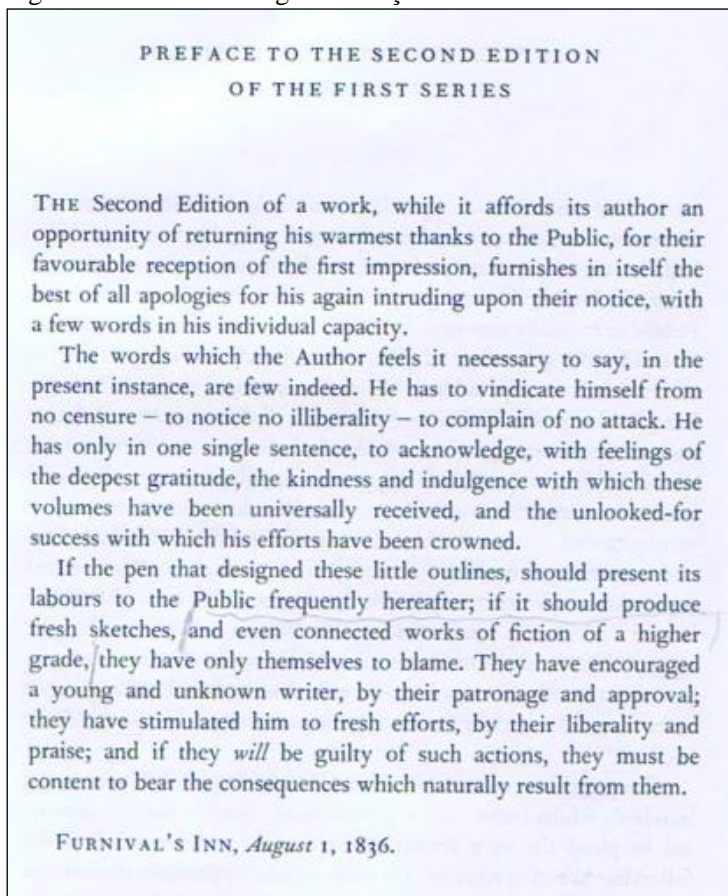 PREFACE TO THE SECOND EDITION
OF THE FIRST SERIES
THE Second Edition of a work, while it affords its author an
opportunity of returning his warmest thanks to the Public, for their
favourable reception of the first impression, furnishes in itself the
best of all apologies for his again intruding upon their notice, with
a few words in his individual capacity.
The words which the Author feels it necessary to say, in the
present instance, are few indeed. He has to vindicate himself from
no censure – to notice no illiberality – to complain of no attack. He
has only in one single sentence, to acknowledge, with feelings of
the deepest gratitude, the kindness and indulgence with which these
volumes have been universally received, and the unlooked-for
success with which his efforts have been crowned.
If the pen that designed these little outlines, should present its
labours to the Public frequently hereafter; if it should produce
fresh sketches, and even connected works of fiction of a higher
grade, they have only themselves to blame. They have encouraged
a young and unknown writer, by their patronage and approval;
they have stimulated him to fresh efforts, by their liberality and
praise; and if they will be guilty of such actions, they must be
content to bear the consequences which naturally result from them.
FURNIVAL'S INN, August 1, 1836.